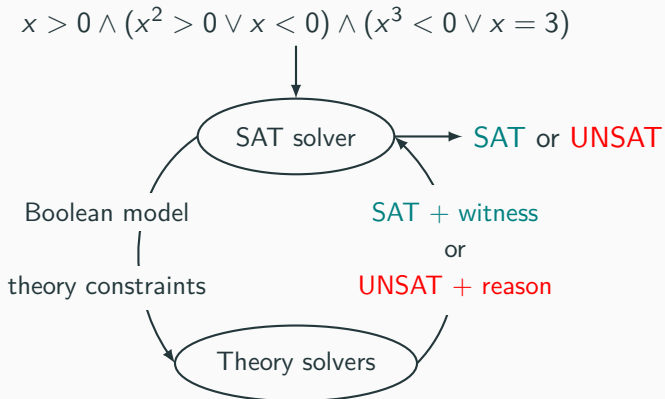 x > 0 ∧ (x² > 0 ∨ x < 0) ∧ (x³ < 0 ∨ x = 3)
SAT solver
SAT or UNSAT
Boolean model
theory constraints
SAT + witness
or
UNSAT + reason
Theory solvers